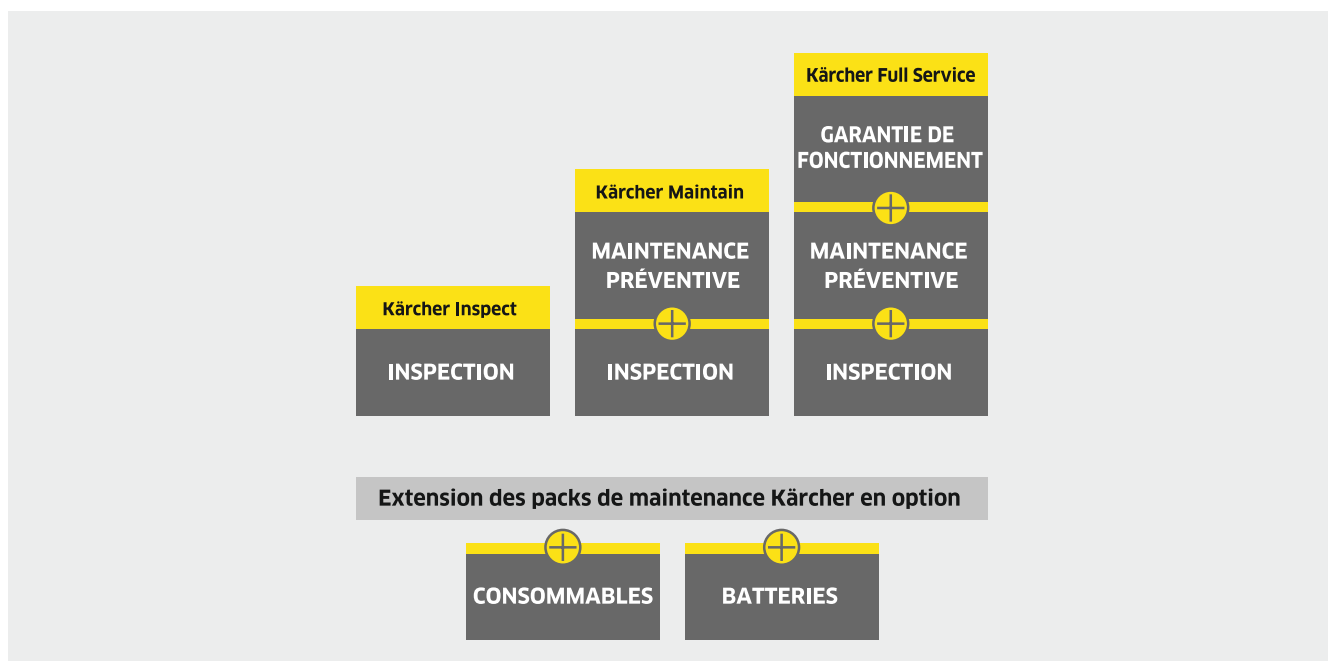 Kärcher Inspect
INSPECTION
Kärcher Maintain
MAINTENANCE
PRÉVENTIVE
INSPECTION
Kärcher Full Service
GARANTIE DE
FONCTIONNEMENT
MAINTENANCE
PRÉVENTIVE
INSPECTION
Extension des packs de maintenance Kärcher en option
CONSOMMABLES
BATTERIES